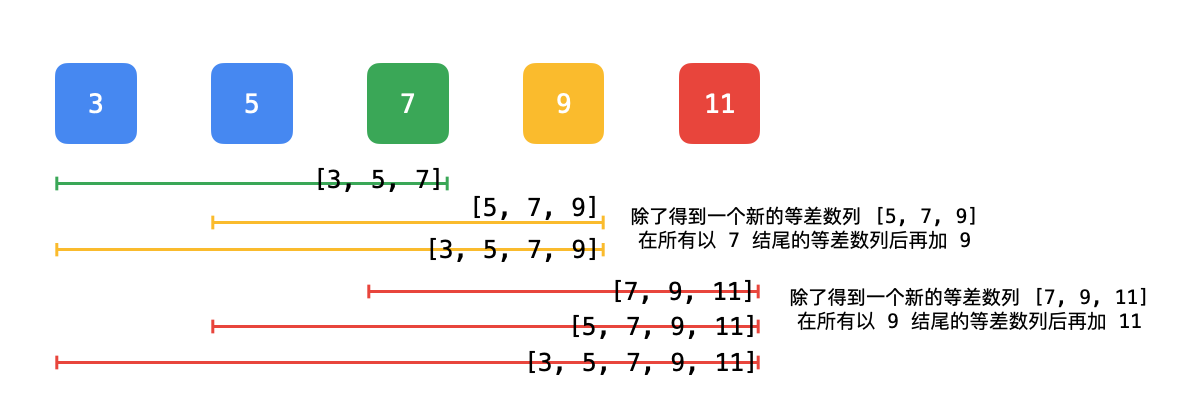 3 5 7 9 11
[3, 5, 7]
[5, 7, 9]
除了得到一个新的等差数列 [5, 7, 9]
在所有以 7 结尾的等差数列后再加 9
[3, 5, 7, 9]
[7, 9, 11]
除了得到一个新的等差数列 [7, 9, 11]
在所有以 9 结尾的等差数列后再加 11
[5, 7, 9, 11]
[3, 5, 7, 9, 11]